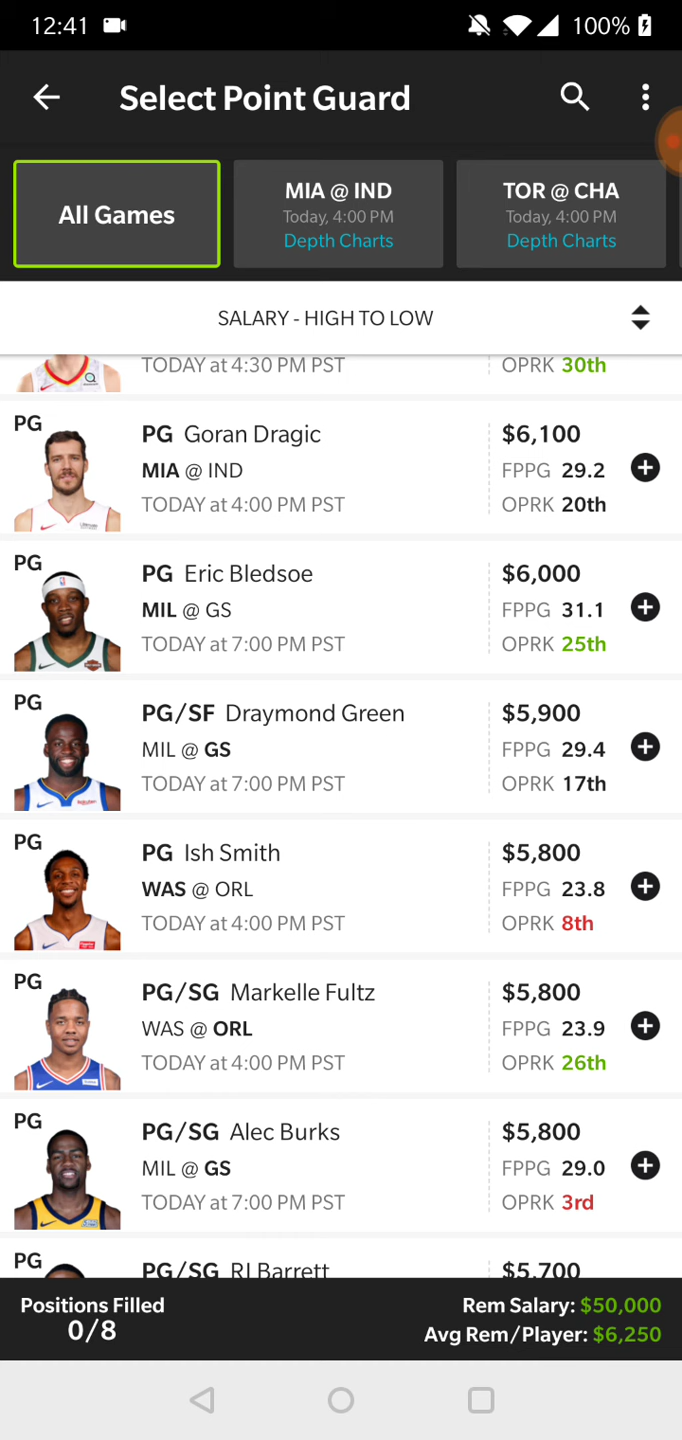 12:41
100%
Select Point Guard
All Games
MIA @ IND
Today, 4:00 PM
Depth Charts
TOR @ CHA
Today, 4:00 PM
Depth Charts
SALARY - HIGH TO LOW
TODAY at 4:30 PM PST
OPRK 30th
PG
PG Goran Dragic
MIA @ IND
TODAY at 4:00 PM PST
$6,100
FPPG 29.2
OPRK 20th
PG
PG Eric Bledsoe
MIL @ GS
TODAY at 7:00 PM PST
$6,000
FPPG 31.1
OPRK 25th
PG
PG/SF Draymond Green
MIL @ GS
TODAY at 7:00 PM PST
$5,900
FPPG 29.4
OPRK 17th
PG
PG Ish Smith
WAS @ ORL
TODAY at 4:00 PM PST
$5,800
FPPG 23.8
OPRK 8th
PG
PG/SG Markelle Fultz
WAS @ ORL
TODAY at 4:00 PM PST
$5,800
FPPG 23.9
OPRK 26th
PG
PG/SG Alec Burks
MIL @ GS
TODAY at 7:00 PM PST
$5,800
FPPG 29.0
OPRK 3rd
PG
PG/SG RJ Barrett
$5,700
Positions Filled
0/8
Rem Salary: $50,000
Avg Rem/Player: $6,250